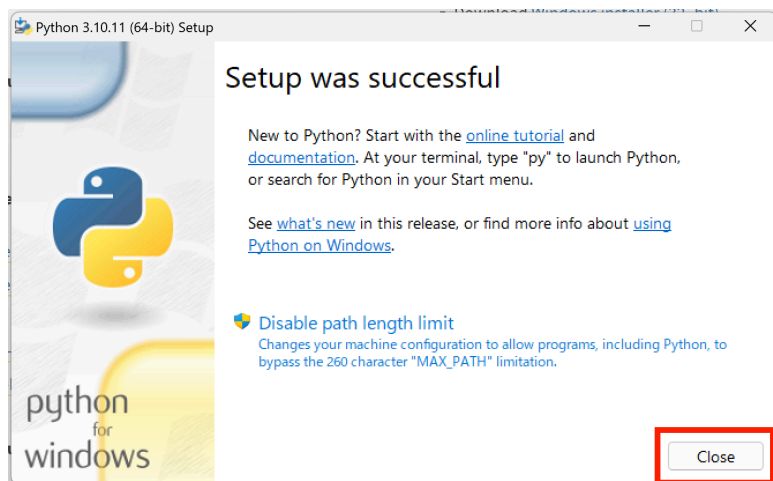 Python 3.10.11 (64-bit) Setup
Setup was successful
New to Python? Start with the online tutorial and
documentation. At your terminal, type "py" to launch Python,
or search for Python in your Start menu.
See what's new in this release, or find more info about using
Python on Windows.
Disable path length limit
Changes your machine configuration to allow programs, including Python, to
bypass the 260 character "MAX_PATH" limitation.
python
for
windows
Close